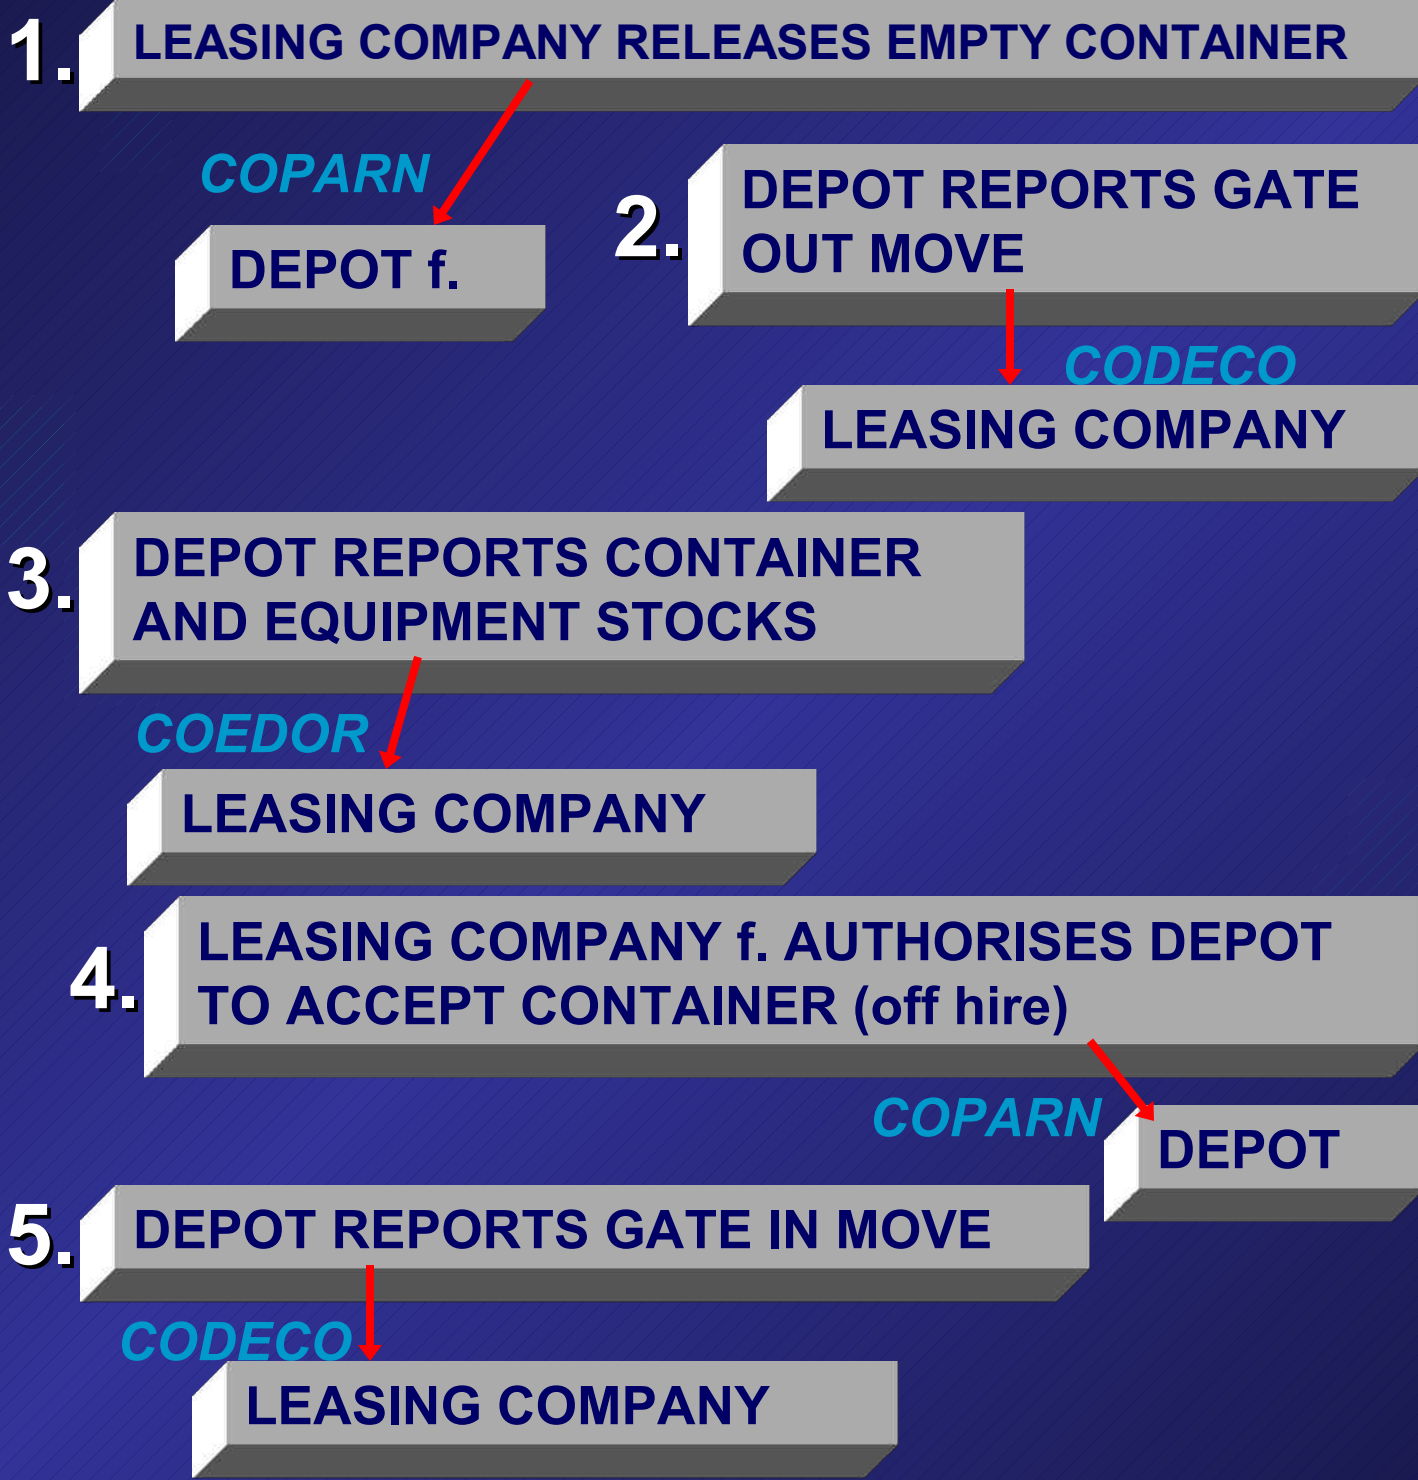 1.
LEASING COMPANY RELEASES EMPTY CONTAINER
COPARN
DEPOT f.
2.
DEPOT REPORTS GATE
OUT MOVE
CODECO
LEASING COMPANY
3.
DEPOT REPORTS CONTAINER
AND EQUIPMENT STOCKS
COEDOR
LEASING COMPANY
4.
LEASING COMPANY f. AUTHORISES DEPOT
TO ACCEPT CONTAINER (off hire)
COPARN
DEPOT
5.
DEPOT REPORTS GATE IN MOVE
CODECO
LEASING COMPANY